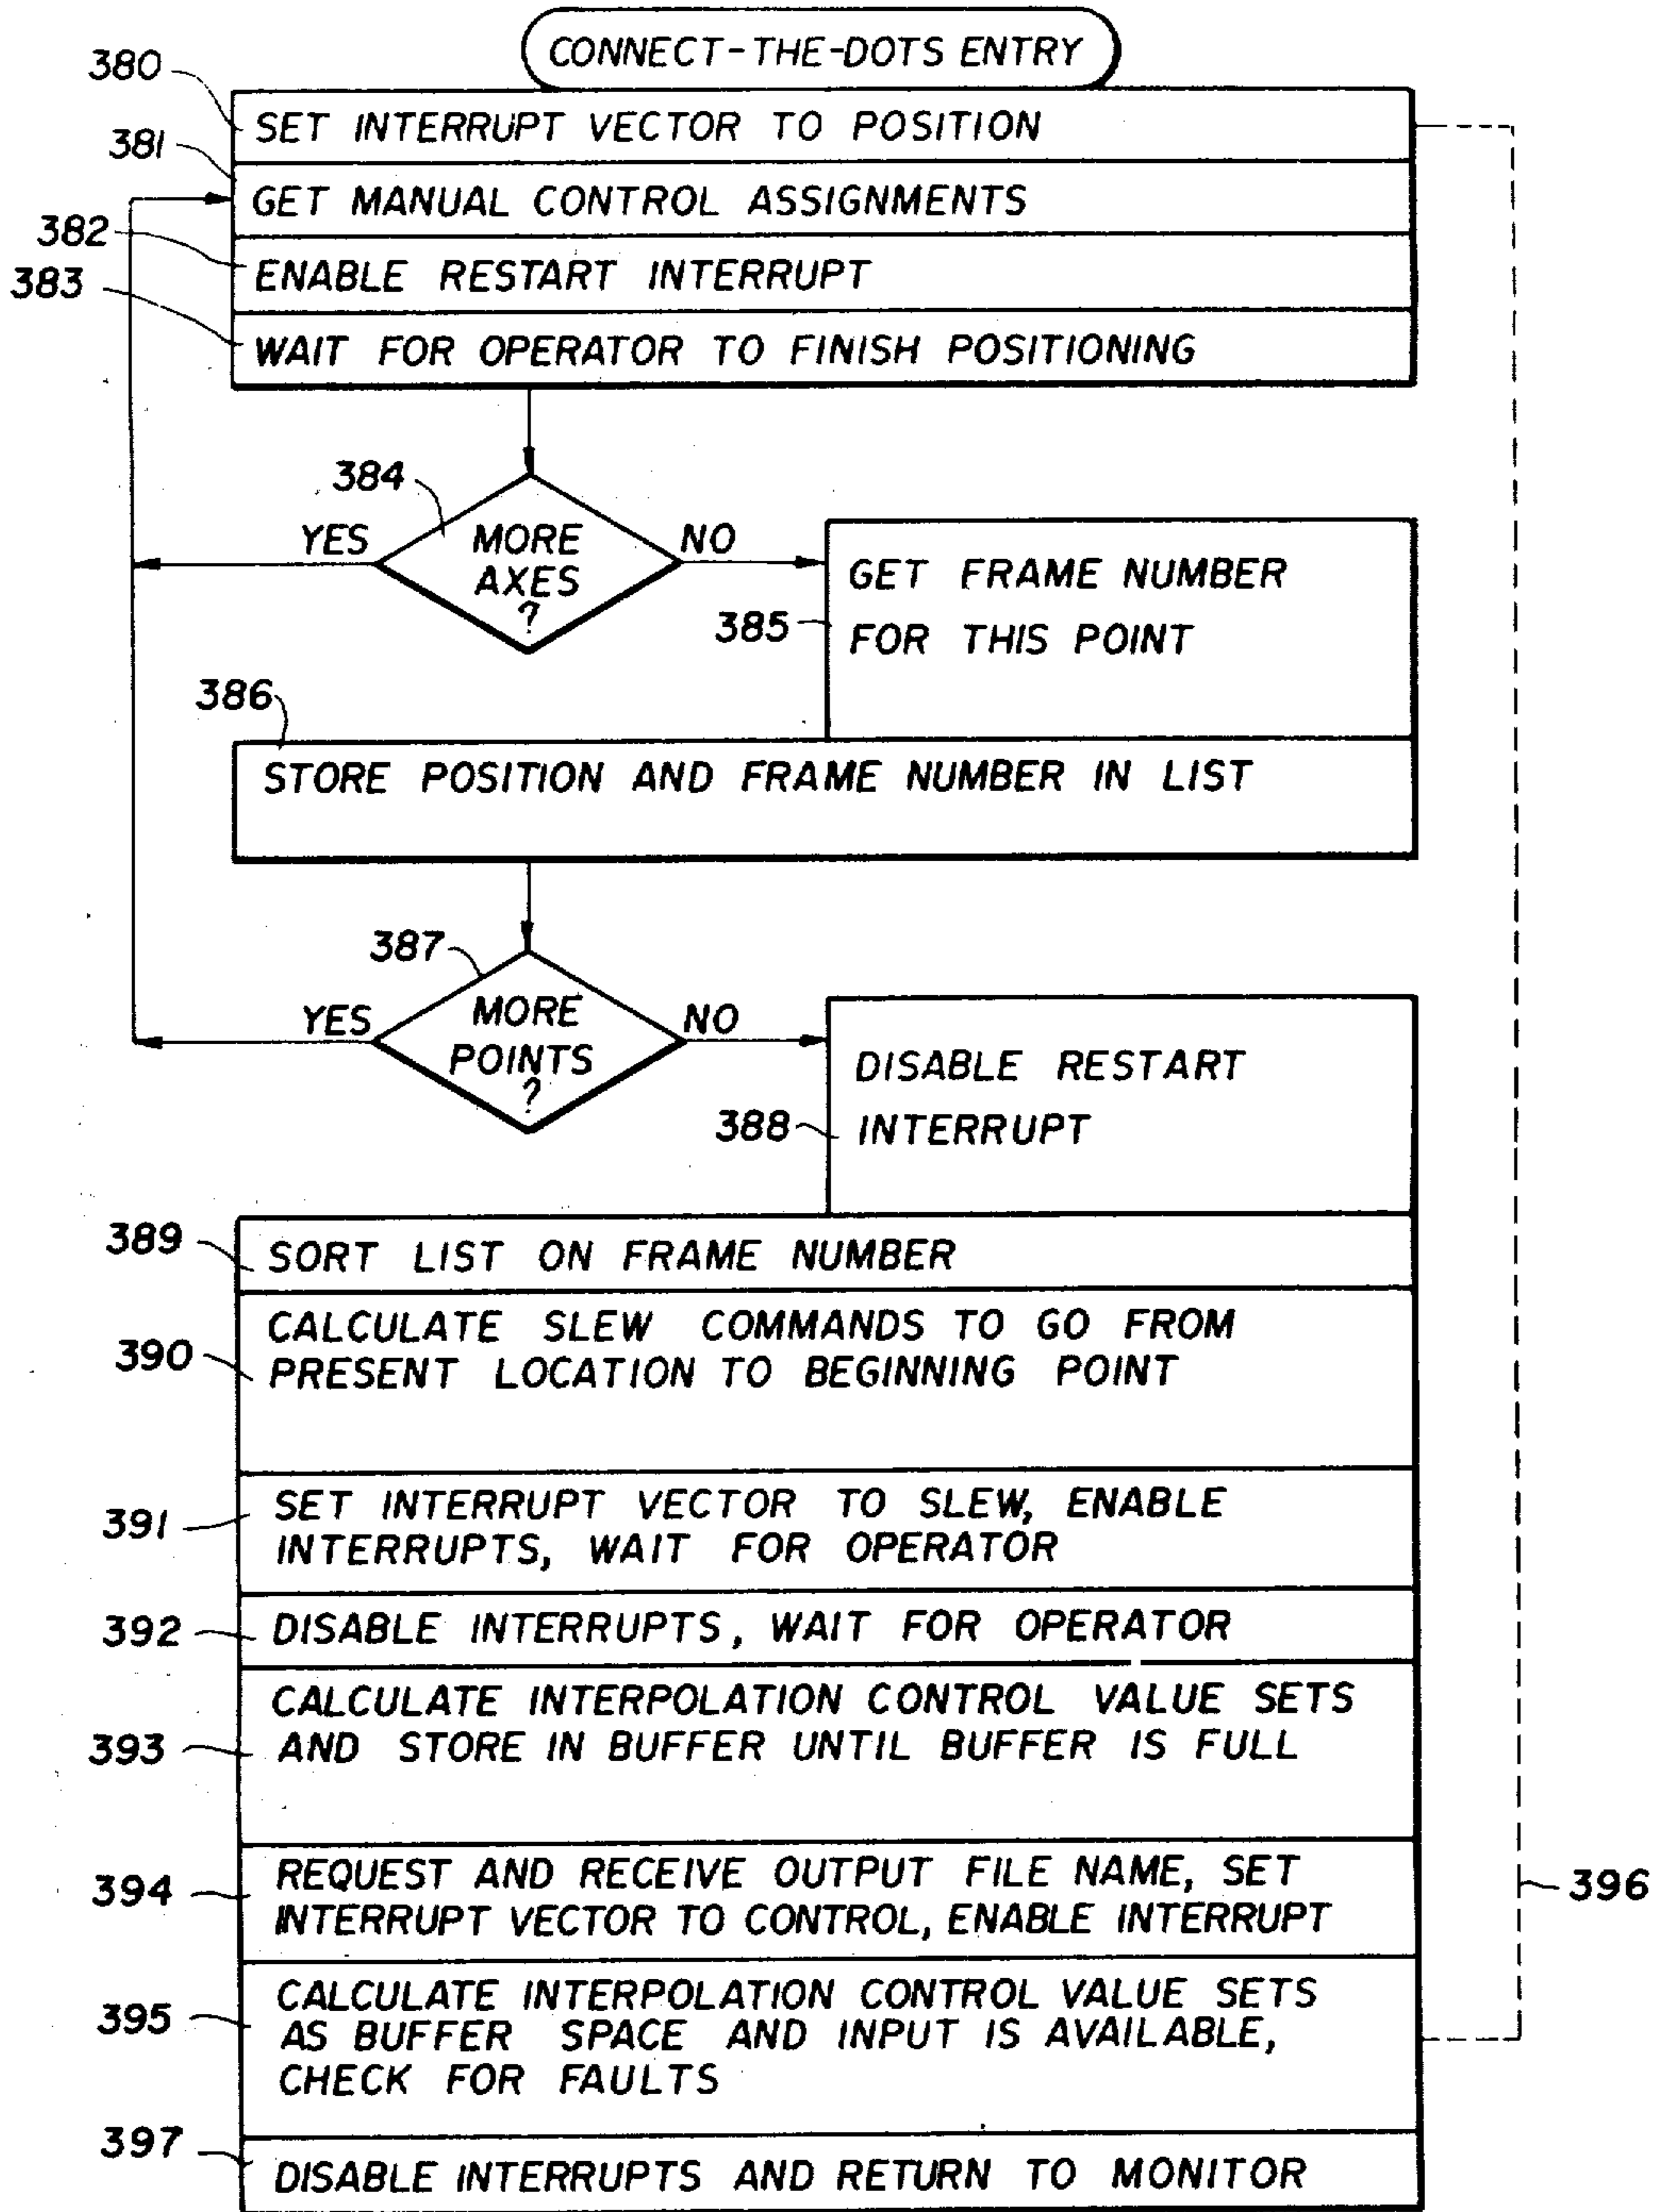 CONNECT-THE-DOTS ENTRY
380
SET INTERRUPT VECTOR TO POSITION
381
GET MANUAL CONTROL ASSIGNMENTS
382
ENABLE RESTART INTERRUPT
383
WAIT FOR OPERATOR TO FINISH POSITIONING
384
YES
MORE
AXES
?
NO
GET FRAME NUMBER
FOR THIS POINT
385
386
STORE POSITION AND FRAME NUMBER IN LIST
387
YES
MORE
POINTS
?
NO
DISABLE RESTART
INTERRUPT
388
389
SORT LIST ON FRAME NUMBER
390
CALCULATE SLEW COMMANDS TO GO FROM
PRESENT LOCATION TO BEGINNING POINT
391
SET INTERRUPT VECTOR TO SLEW, ENABLE
INTERRUPTS, WAIT FOR OPERATOR
392
DISABLE INTERRUPTS, WAIT FOR OPERATOR
393
CALCULATE INTERPOLATION CONTROL VALUE SETS
AND STORE IN BUFFER UNTIL BUFFER IS FULL
394
REQUEST AND RECEIVE OUTPUT FILE NAME, SET
INTERRUPT VECTOR TO CONTROL, ENABLE INTERRUPT
396
395
CALCULATE INTERPOLATION CONTROL VALUE SETS
AS BUFFER SPACE AND INPUT IS AVAILABLE,
CHECK FOR FAULTS
397
DISABLE INTERRUPTS AND RETURN TO MONITOR